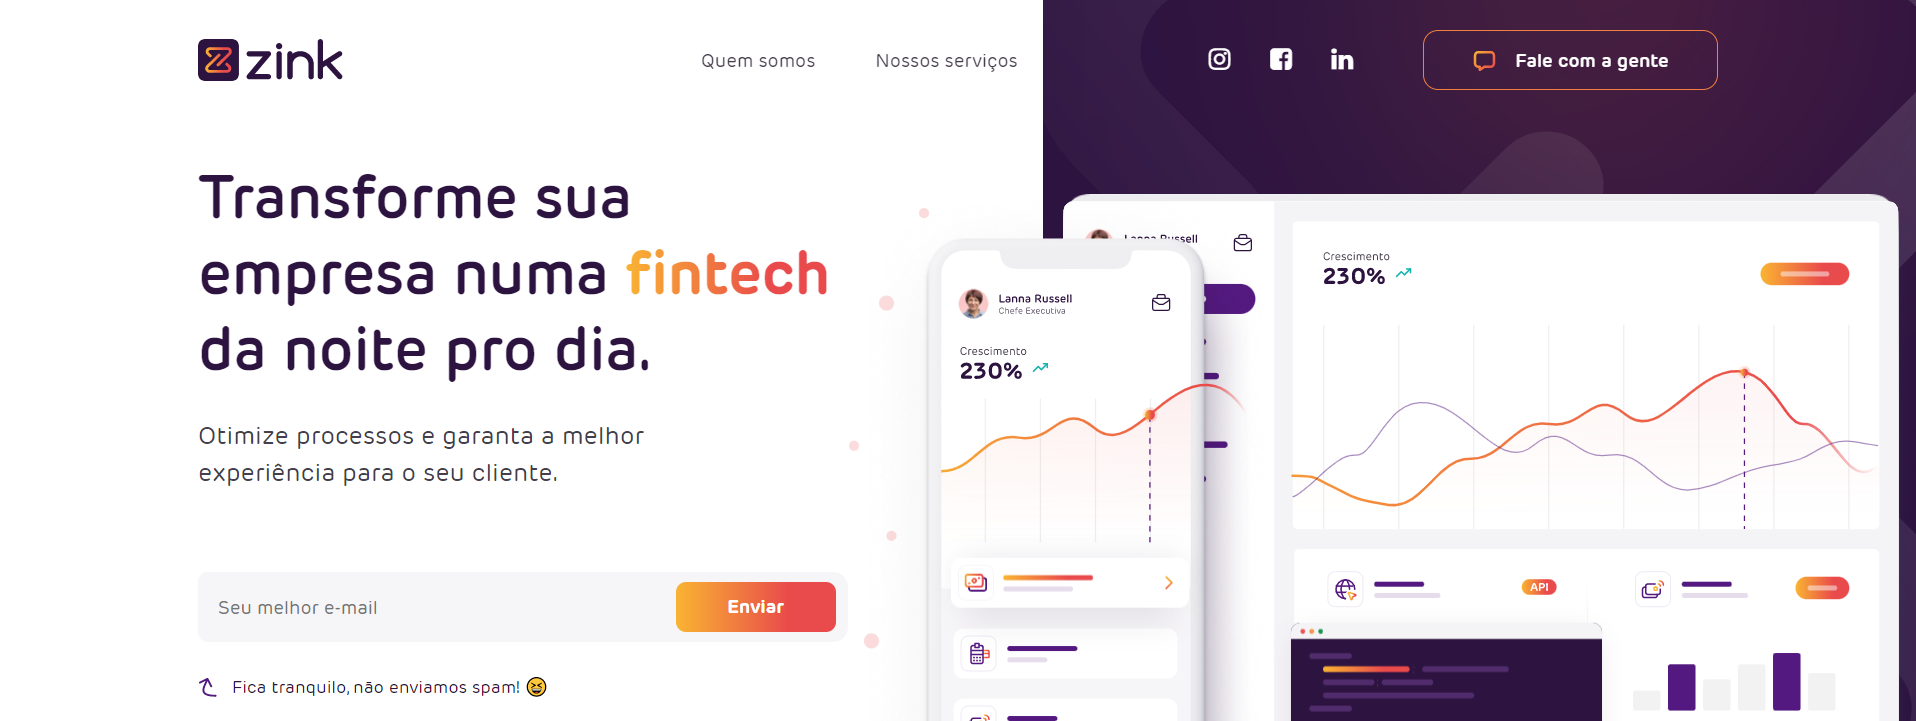 zink
Quem somos
Nossos serviços
Fale com a gente
Transforme sua
empresa numa fintech
da noite pro dia.
Otimize processos e garanta a melhor
experiência para o seu cliente.
Seu melhor e-mail
Enviar
Fica tranquilo, não enviamos spam! 😆
Lanna Russell
Chefe Executiva
Crescimento
230%
Lanna Russell
Crescimento
230%
API